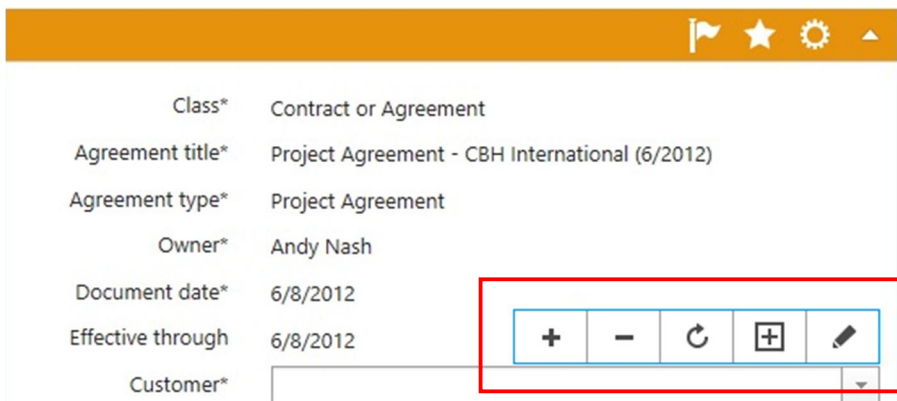 Class* Contract or Agreement
Agreement title* Project Agreement - CBH International (6/2012)
Agreement type* Project Agreement
Owner* Andy Nash
Document date* 6/8/2012
Effective through 6/8/2012
Customer*